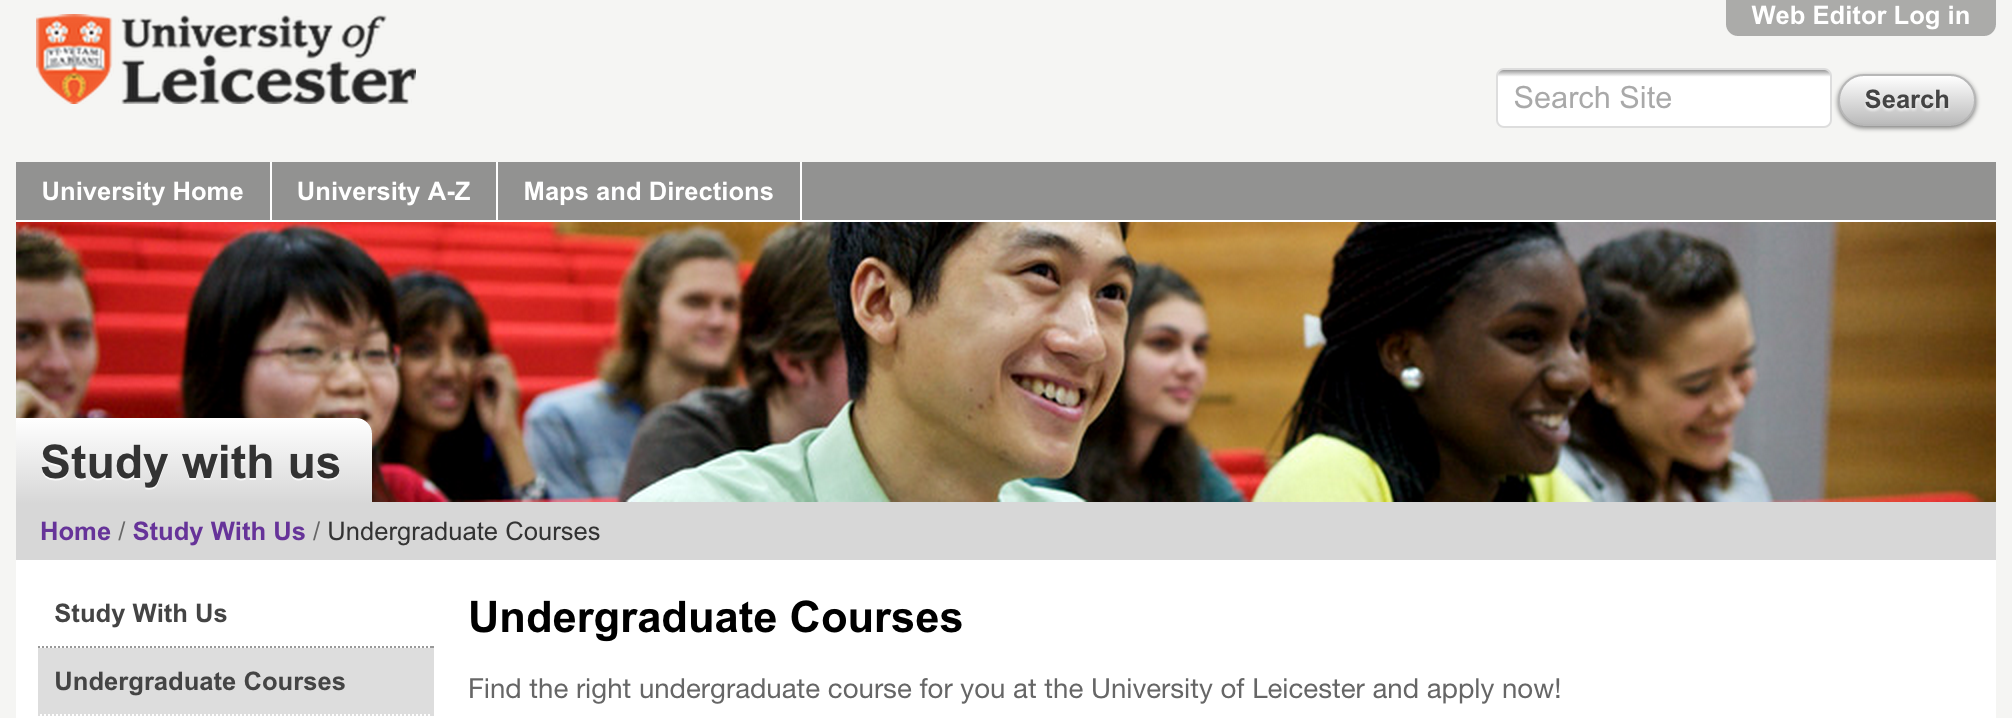 Web Editor Log in
University of
Leicester
Search Site
Search
University Home
University A-Z
Maps and Directions
Study with us
Home / Study With Us / Undergraduate Courses
Study With Us
Undergraduate Courses
Undergraduate Courses
Find the right undergraduate course for you at the University of Leicester and apply now!